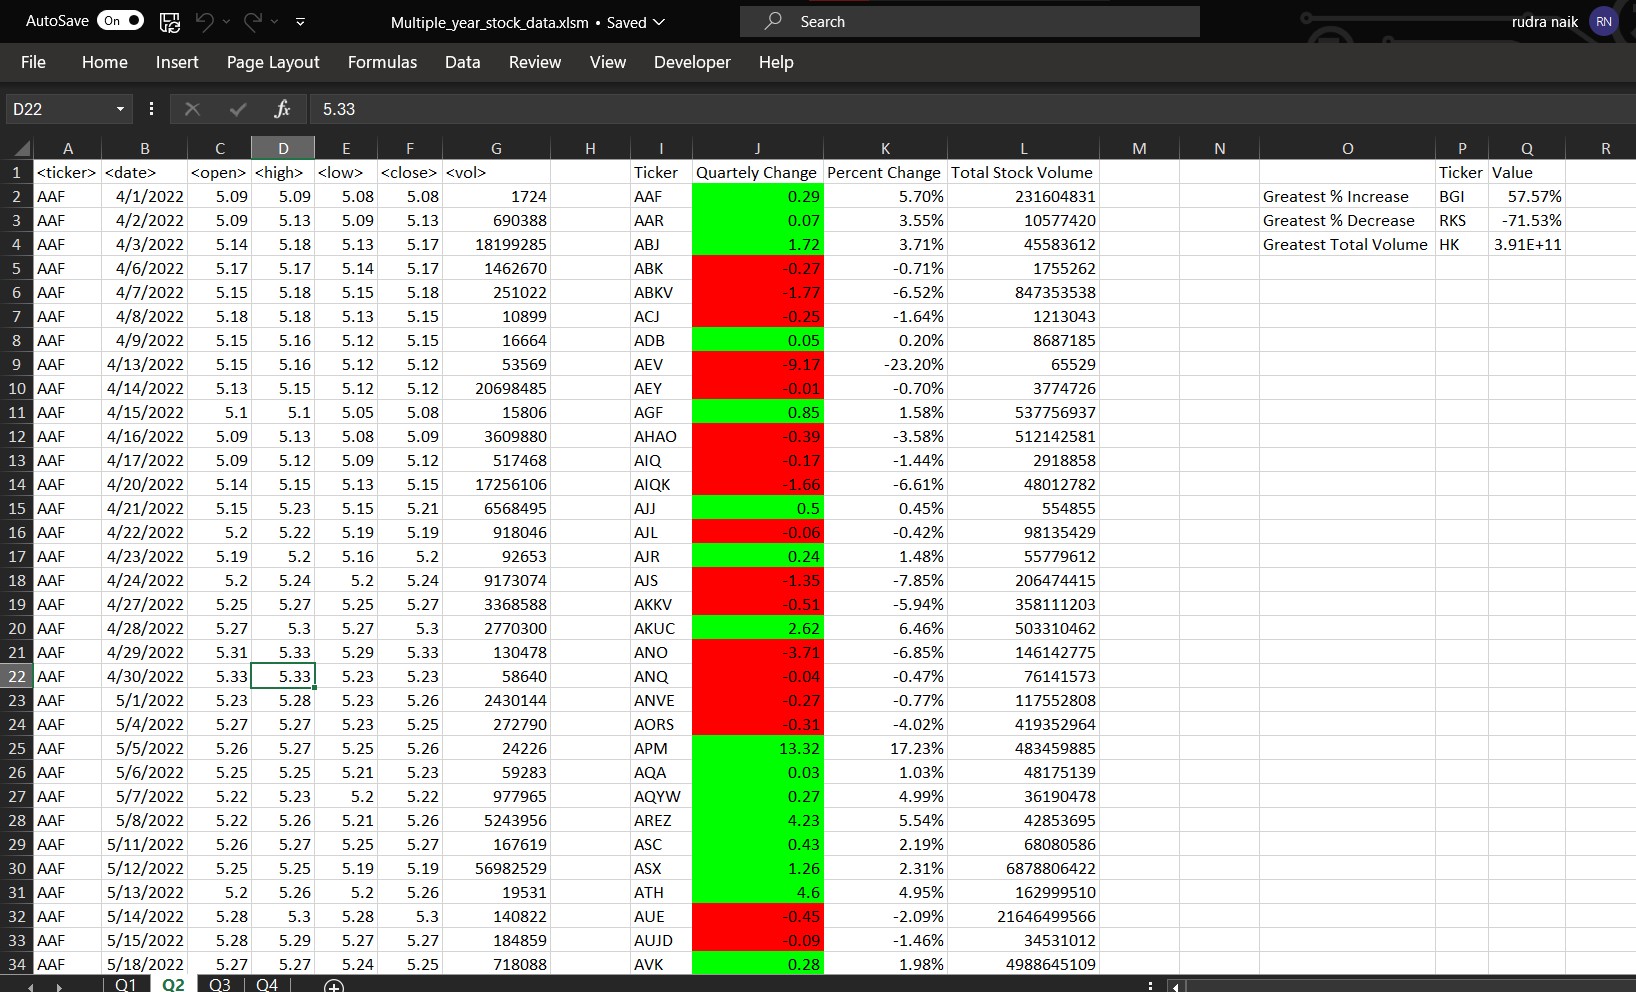 AutoSave On Multiple_year_stock_data.xlsm • Saved Search rudra naik RN
File Home Insert Page Layout Formulas Data Review View Developer Help
D22 fx 5.33
A B C D E F G H I J K L M N O P Q R
1 <ticker> <date> <open> <high> <low> <close> <vol> Ticker Quartely Change Percent Change Total Stock Volume Ticker Value
2 AAF 4/1/2022 5.09 5.09 5.08 5.08 1724 AAF 0.29 5.70% 231604831 Greatest % Increase BGI 57.57%
3 AAF 4/2/2022 5.09 5.13 5.09 5.13 690388 AAR 0.07 3.55% 10577420 Greatest % Decrease RKS -71.53%
4 AAF 4/3/2022 5.14 5.18 5.13 5.17 18199285 ABJ 1.72 3.71% 45583612 Greatest Total Volume HK 3.91E+11
5 AAF 4/6/2022 5.17 5.17 5.14 5.17 1462670 ABK -0.27 -0.71% 1755262
6 AAF 4/7/2022 5.15 5.18 5.15 5.18 251022 ABKV -1.77 -6.52% 847353538
7 AAF 4/8/2022 5.18 5.18 5.13 5.15 10899 ACJ -0.25 -1.64% 1213043
8 AAF 4/9/2022 5.15 5.16 5.12 5.15 16664 ADB 0.05 0.20% 8687185
9 AAF 4/13/2022 5.15 5.16 5.12 5.12 53569 AEV -9.17 -23.20% 65529
10 AAF 4/14/2022 5.13 5.15 5.12 5.12 20698485 AEY -0.01 -0.70% 3774726
11 AAF 4/15/2022 5.1 5.1 5.05 5.08 15806 AGF 0.85 1.58% 537756937
12 AAF 4/16/2022 5.09 5.13 5.08 5.09 3609880 AHAO -0.39 -3.58% 512142581
13 AAF 4/17/2022 5.09 5.12 5.09 5.12 517468 AIQ -0.17 -1.44% 2918858
14 AAF 4/20/2022 5.14 5.15 5.13 5.15 17256106 AIQK -1.66 -6.61% 48012782
15 AAF 4/21/2022 5.15 5.23 5.15 5.21 6568495 AJJ 0.5 0.45% 554855
16 AAF 4/22/2022 5.2 5.22 5.19 5.19 918046 AJL -0.06 -0.42% 98135429
17 AAF 4/23/2022 5.19 5.2 5.16 5.2 92653 AJR 0.24 1.48% 55779612
18 AAF 4/24/2022 5.2 5.24 5.2 5.24 9173074 AJS -1.35 -7.85% 206474415
19 AAF 4/27/2022 5.25 5.27 5.25 5.27 3368588 AKKV -0.51 -5.94% 358111203
20 AAF 4/28/2022 5.27 5.3 5.27 5.3 2770300 AKUC 2.62 6.46% 503310462
21 AAF 4/29/2022 5.31 5.33 5.29 5.33 130478 ANO -3.71 -6.85% 146142775
22 AAF 4/30/2022 5.33 5.33 5.23 5.23 58640 ANQ -0.04 -0.47% 76141573
23 AAF 5/1/2022 5.23 5.28 5.23 5.26 2430144 ANVE -0.27 -0.77% 117552808
24 AAF 5/4/2022 5.27 5.27 5.23 5.25 272790 AORS -0.31 -4.02% 419352964
25 AAF 5/5/2022 5.26 5.27 5.25 5.26 24226 APM 13.32 17.23% 483459885
26 AAF 5/6/2022 5.25 5.25 5.21 5.23 59283 AQA 0.03 1.03% 48175139
27 AAF 5/7/2022 5.22 5.23 5.2 5.22 977965 AQYW 0.27 4.99% 36190478
28 AAF 5/8/2022 5.22 5.26 5.21 5.26 5243956 AREZ 4.23 5.54% 42853695
29 AAF 5/11/2022 5.26 5.27 5.25 5.27 167619 ASC 0.43 2.19% 68080586
30 AAF 5/12/2022 5.25 5.25 5.19 5.19 56982529 ASX 1.26 2.31% 6878806422
31 AAF 5/13/2022 5.2 5.26 5.2 5.26 19531 ATH 4.6 4.95% 162999510
32 AAF 5/14/2022 5.28 5.3 5.28 5.3 140822 AUE -0.45 -2.09% 21646499566
33 AAF 5/15/2022 5.28 5.29 5.27 5.27 184859 AUJD -0.09 -1.46% 34531012
34 AAF 5/18/2022 5.27 5.27 5.24 5.25 718088 AVK 0.28 1.98% 4988645109
Q1 Q2 Q3 Q4